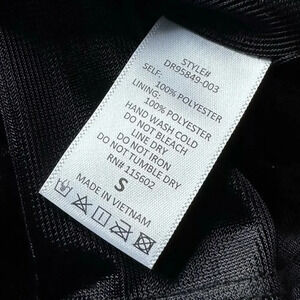 STYLE#
DR95849-003
SELF:
100% POLYESTER
LINING:
100% POLYESTER
HAND WASH COLD
DO NOT BLEACH
LINE DRY
DO NOT IRON
DO NOT TUMBLE DRY
RN# 115602
S
MADE IN VIETNAM